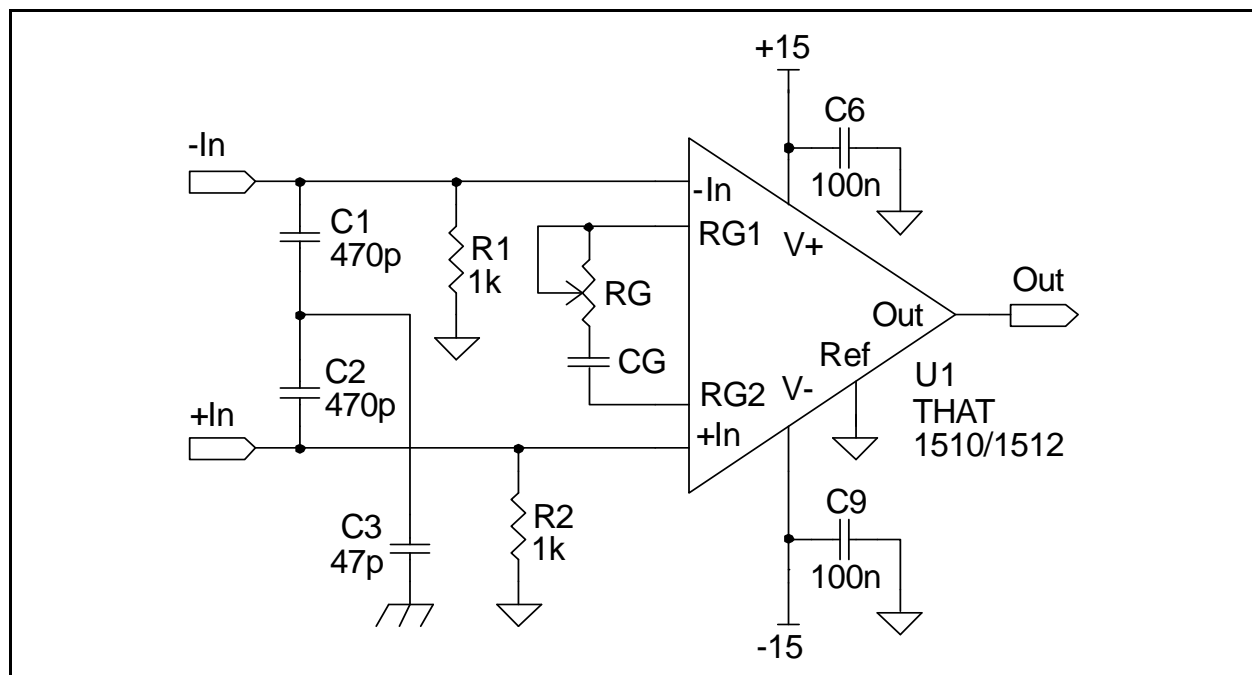 +15
C6
100n
-In
C1
470p
R1
1k
-In
RG1
V+
RG
CG
Out
Out
Ref
C2
470p
+In
RG2
V-
+In
U1
THAT
1510/1512
C3
47p
R2
1k
C9
100n
-15